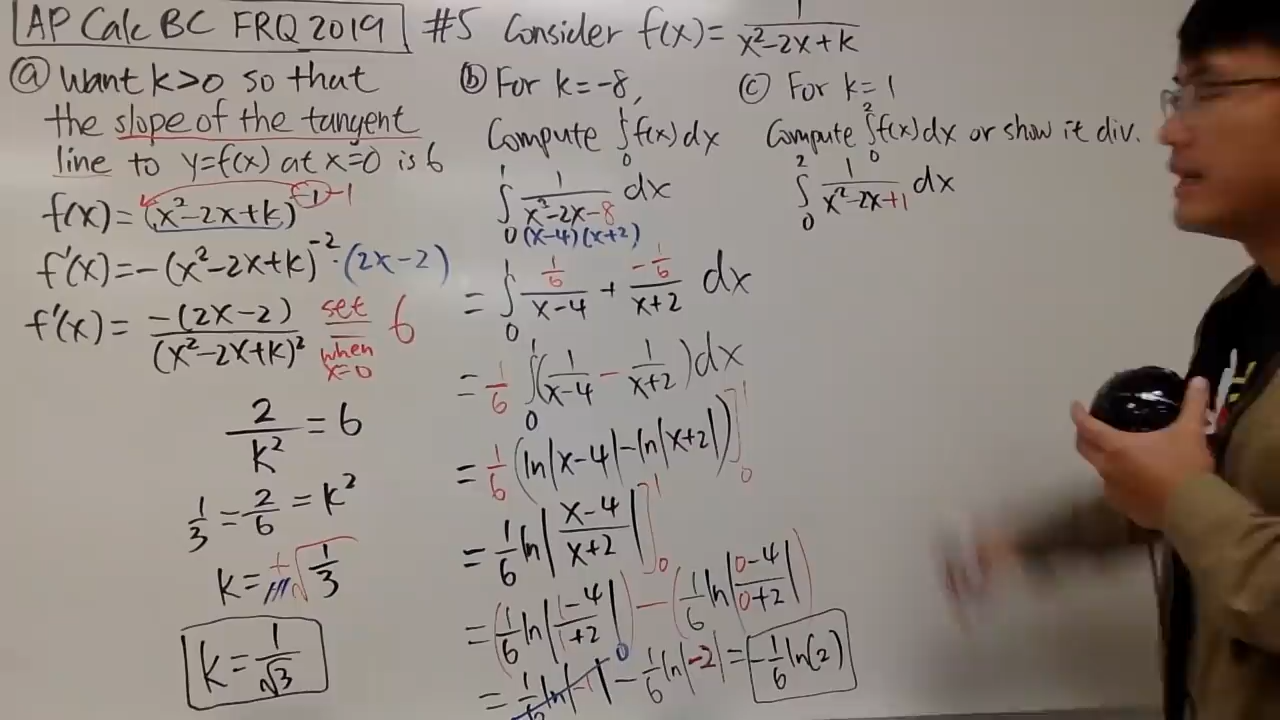 AP Calc BC FRQ 2019 #5 Consider f(x)= 1/(x²-2x+k)
ⓐ Want k>0 so that
the slope of the tangent
line to y=f(x) at x=0 is 6
f(x)= (x²-2x+k)^-1 -1
f'(x)=-(x²-2x+k)^-2·(2x-2)
f'(x)= -(2x-2)/(x²-2x+k)² set = when x=0 6
2/k² = 6
1/3 = 2/6 = k²
k= + √(1/3)
k= 1/√3
ⓑ For k=-8,
Compute ∫₀¹ f(x) dx
∫₀¹ 1/(x²-2x-8) dx
(x-4)(x+2)
= ∫₀¹ (1/6)/(x-4) + (-1/6)/(x+2) dx
= 1/6 ∫₀¹ (1/(x-4) - 1/(x+2)) dx
= 1/6 (ln|x-4|-ln|x+2|)]₀¹
= 1/6 ln|(x-4)/(x+2)|]₀¹
= (1/6 ln|(1-4)/(1+2)|) - (1/6 ln|(0-4)/(0+2)|)
= 1/6 ln|-1| 0 - 1/6 ln|-2| = -1/6 ln(2)
ⓒ For k=1
Compute ∫₀² f(x) dx or show it div.
∫₀² 1/(x²-2x+1) dx